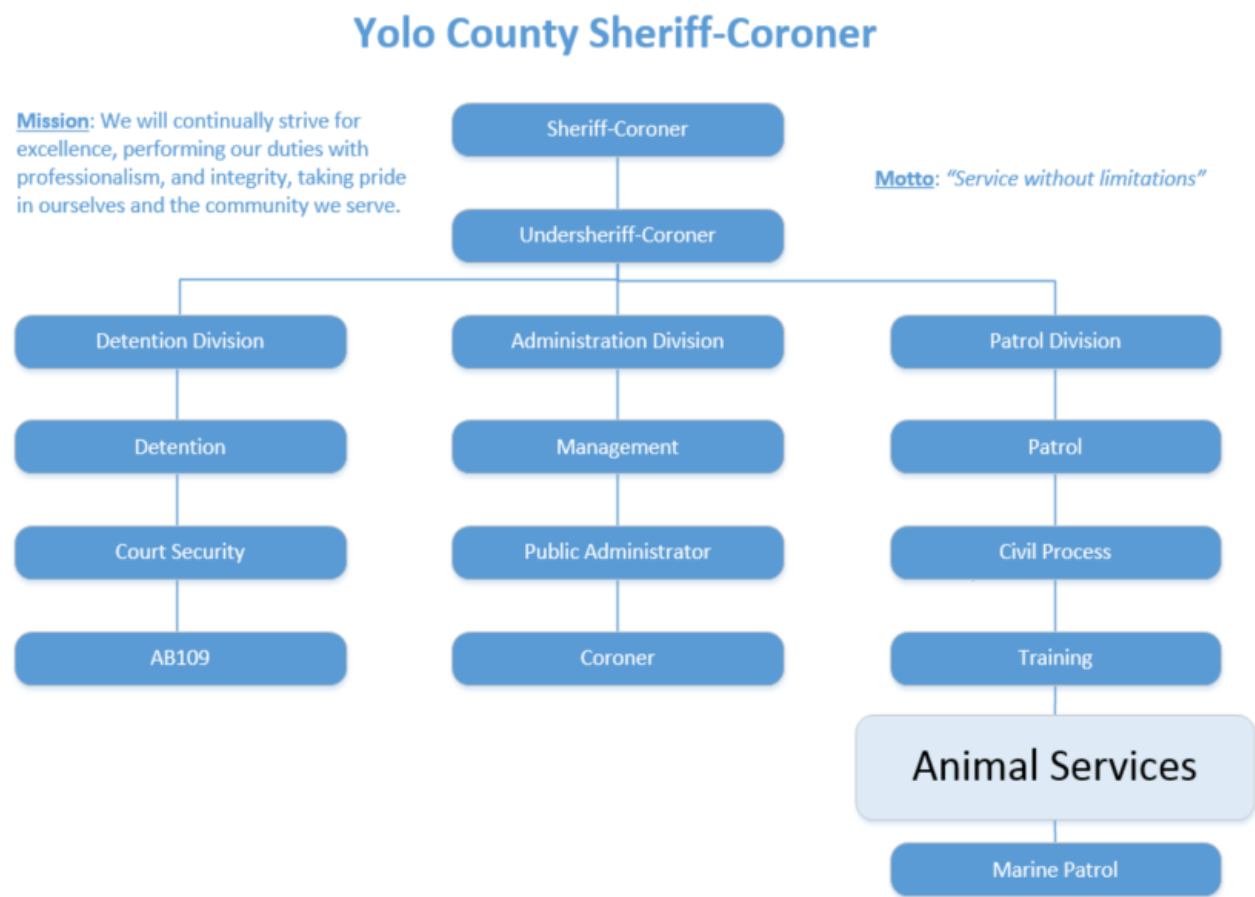 Yolo County Sheriff-Coroner
Mission: We will continually strive for
excellence, performing our duties with
professionalism, and integrity, taking pride
in ourselves and the community we serve.
Sheriff-Coroner
Motto: “Service without limitations”
Undersheriff-Coroner
Detention Division
Administration Division
Patrol Division
Detention
Management
Patrol
Court Security
Public Administrator
Civil Process
AB109
Coroner
Training
Animal Services
Marine Patrol